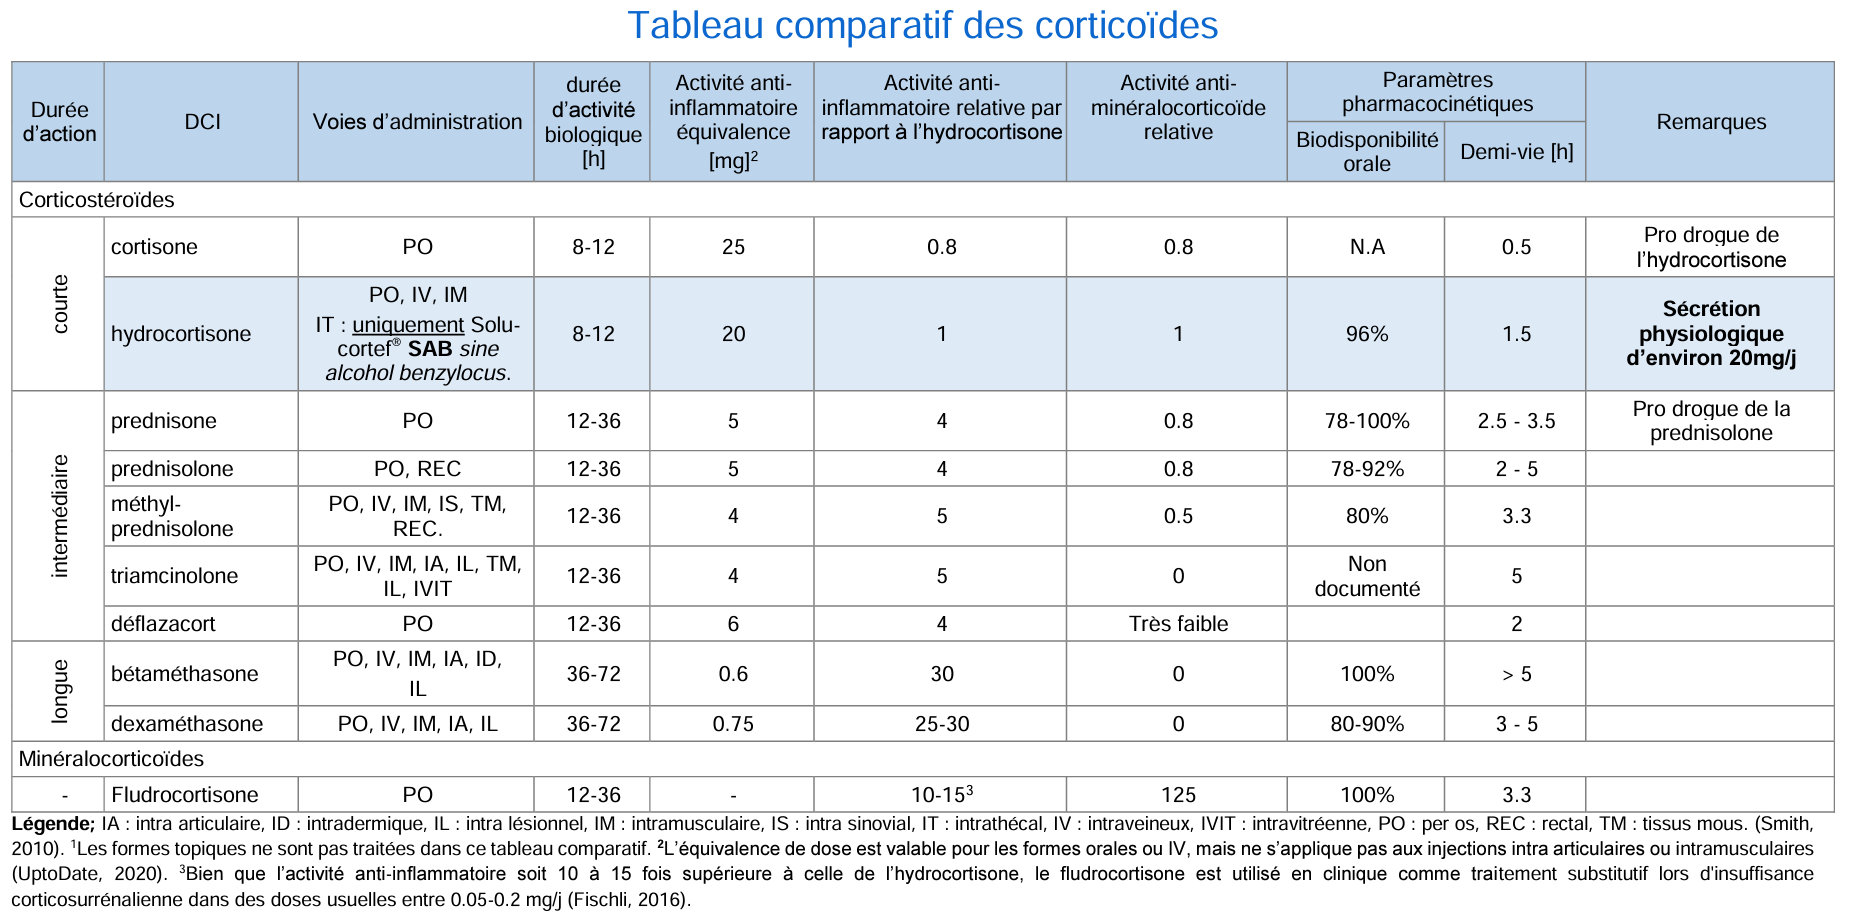 Tableau comparatif des corticoïdes
Durée d'action | DCI | Voies d'administration | durée d'activité biologique [h] | Activité anti-inflammatoire équivalence [mg]² | Activité anti-inflammatoire relative par rapport à l'hydrocortisone | Activité anti-minéralocorticoïde relative | Paramètres pharmacocinétiques | Remarques
Biodisponibilité orale | Demi-vie [h]
Corticostéroïdes
courte | cortisone | PO | 8-12 | 25 | 0.8 | 0.8 | N.A | 0.5 | Pro drogue de l'hydrocortisone
hydrocortisone | PO, IV, IM IT : uniquement Solu-cortef® SAB sine alcohol benzylocus. | 8-12 | 20 | 1 | 1 | 96% | 1.5 | Sécrétion physiologique d'environ 20mg/j
intermédiaire | prednisone | PO | 12-36 | 5 | 4 | 0.8 | 78-100% | 2.5 - 3.5 | Pro drogue de la prednisolone
prednisolone | PO, REC | 12-36 | 5 | 4 | 0.8 | 78-92% | 2 - 5
méthyl-prednisolone | PO, IV, IM, IS, TM, REC. | 12-36 | 4 | 5 | 0.5 | 80% | 3.3
triamcinolone | PO, IV, IM, IA, IL, TM, IL, IVIT | 12-36 | 4 | 5 | 0 | Non documenté | 5
déflazacort | PO | 12-36 | 6 | 4 | Très faible | 2
longue | bétaméthasone | PO, IV, IM, IA, ID, IL | 36-72 | 0.6 | 30 | 0 | 100% | > 5
dexaméthasone | PO, IV, IM, IA, IL | 36-72 | 0.75 | 25-30 | 0 | 80-90% | 3 - 5
Minéralocorticoïdes
- | Fludrocortisone | PO | 12-36 | - | 10-15³ | 125 | 100% | 3.3
Légende; IA : intra articulaire, ID : intradermique, IL : intra lésionnel, IM : intramusculaire, IS : intra sinovial, IT : intrathécal, IV : intraveineux, IVIT : intravitréenne, PO : per os, REC : rectal, TM : tissus mous. (Smith,
2010). ¹Les formes topiques ne sont pas traitées dans ce tableau comparatif. ²L'équivalence de dose est valable pour les formes orales ou IV, mais ne s'applique pas aux injections intra articulaires ou intramusculaires
(UptoDate, 2020). ³Bien que l'activité anti-inflammatoire soit 10 à 15 fois supérieure à celle de l'hydrocortisone, le fludrocortisone est utilisé en clinique comme traitement substitutif lors d'insuffisance
corticosurrénalienne dans des doses usuelles entre 0.05-0.2 mg/j (Fischli, 2016).